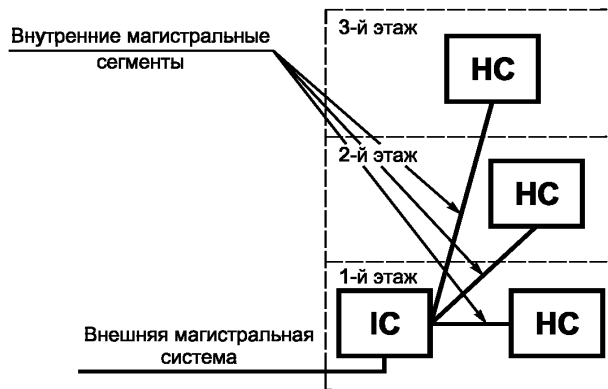 3-й этаж
Внутренние магистральные
сегменты
НС
2-й этаж
НС
1-й этаж
IC
НС
Внешняя магистральная
система